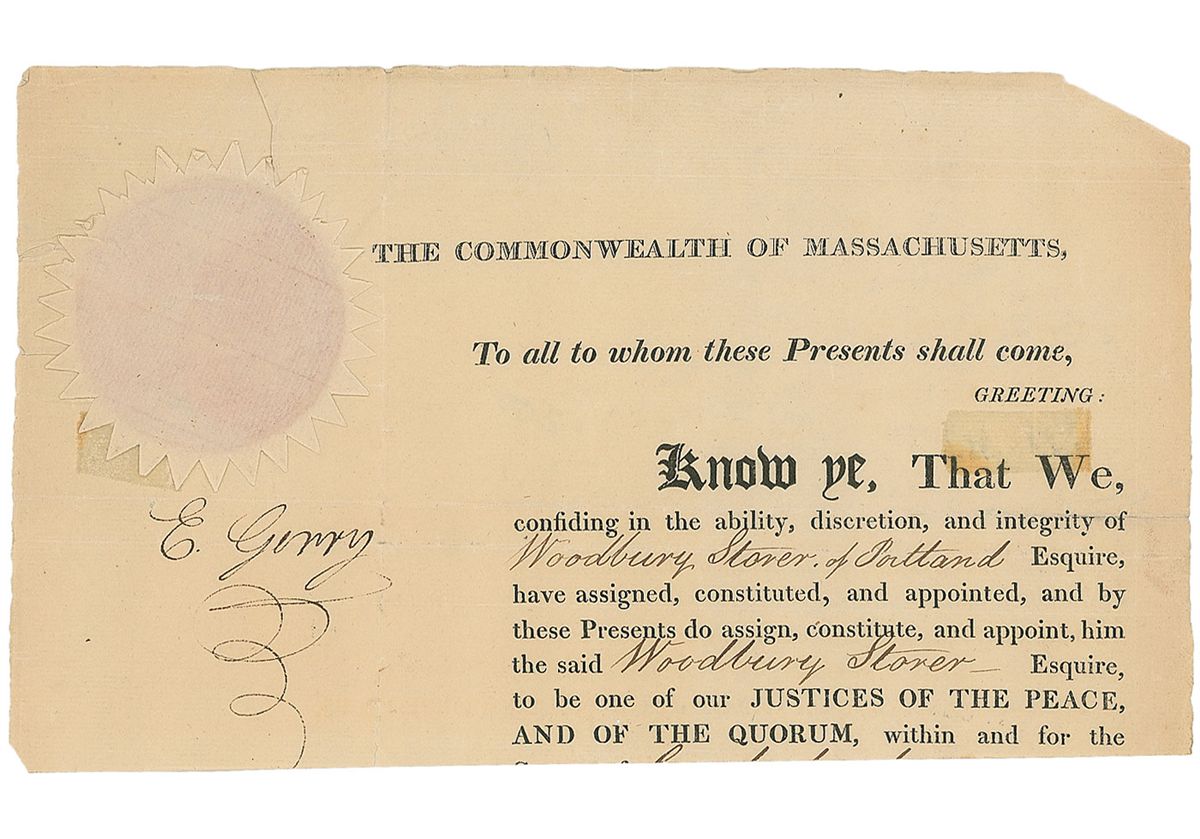 THE COMMONWEALTH OF MASSACHUSETTS,
To all to whom these Presents shall come,
GREETING:
Know ye, That We,
E. Gerry
confiding in the ability, discretion, and integrity of
Woodbury Storer. of Portland Esquire,
have assigned, constituted, and appointed, and by
these Presents do assign, constitute, and appoint, him
the said Woodbury Storer Esquire,
to be one of our JUSTICES OF THE PEACE,
AND OF THE QUORUM, within and for the